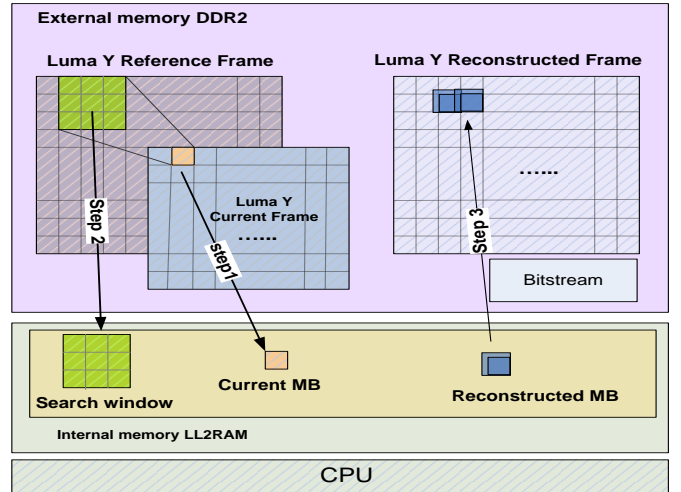 External memory DDR2
Luma Y Reference Frame
Luma Y Reconstructed Frame
Luma Y
Current Frame
......
......
Step 2
step1
Step 3
Bitstream
Search window
Current MB
Reconstructed MB
Internal memory LL2RAM
CPU